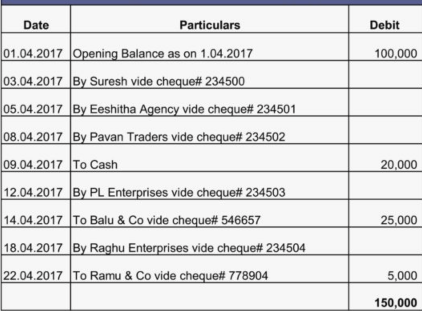 Date Particulars Debit
01.04.2017 Opening Balance as on 1.04.2017 100,000
03.04.2017 By Suresh vide cheque# 234500
05.04.2017 By Eeshitha Agency vide cheque# 234501
08.04.2017 By Pavan Traders vide cheque# 234502
09.04.2017 To Cash 20,000
12.04.2017 By PL Enterprises vide cheque# 234503
14.04.2017 To Balu & Co vide cheque# 546657 25,000
18.04.2017 By Raghu Enterprises vide cheque# 234504
22.04.2017 To Ramu & Co vide cheque# 778904 5,000
150,000